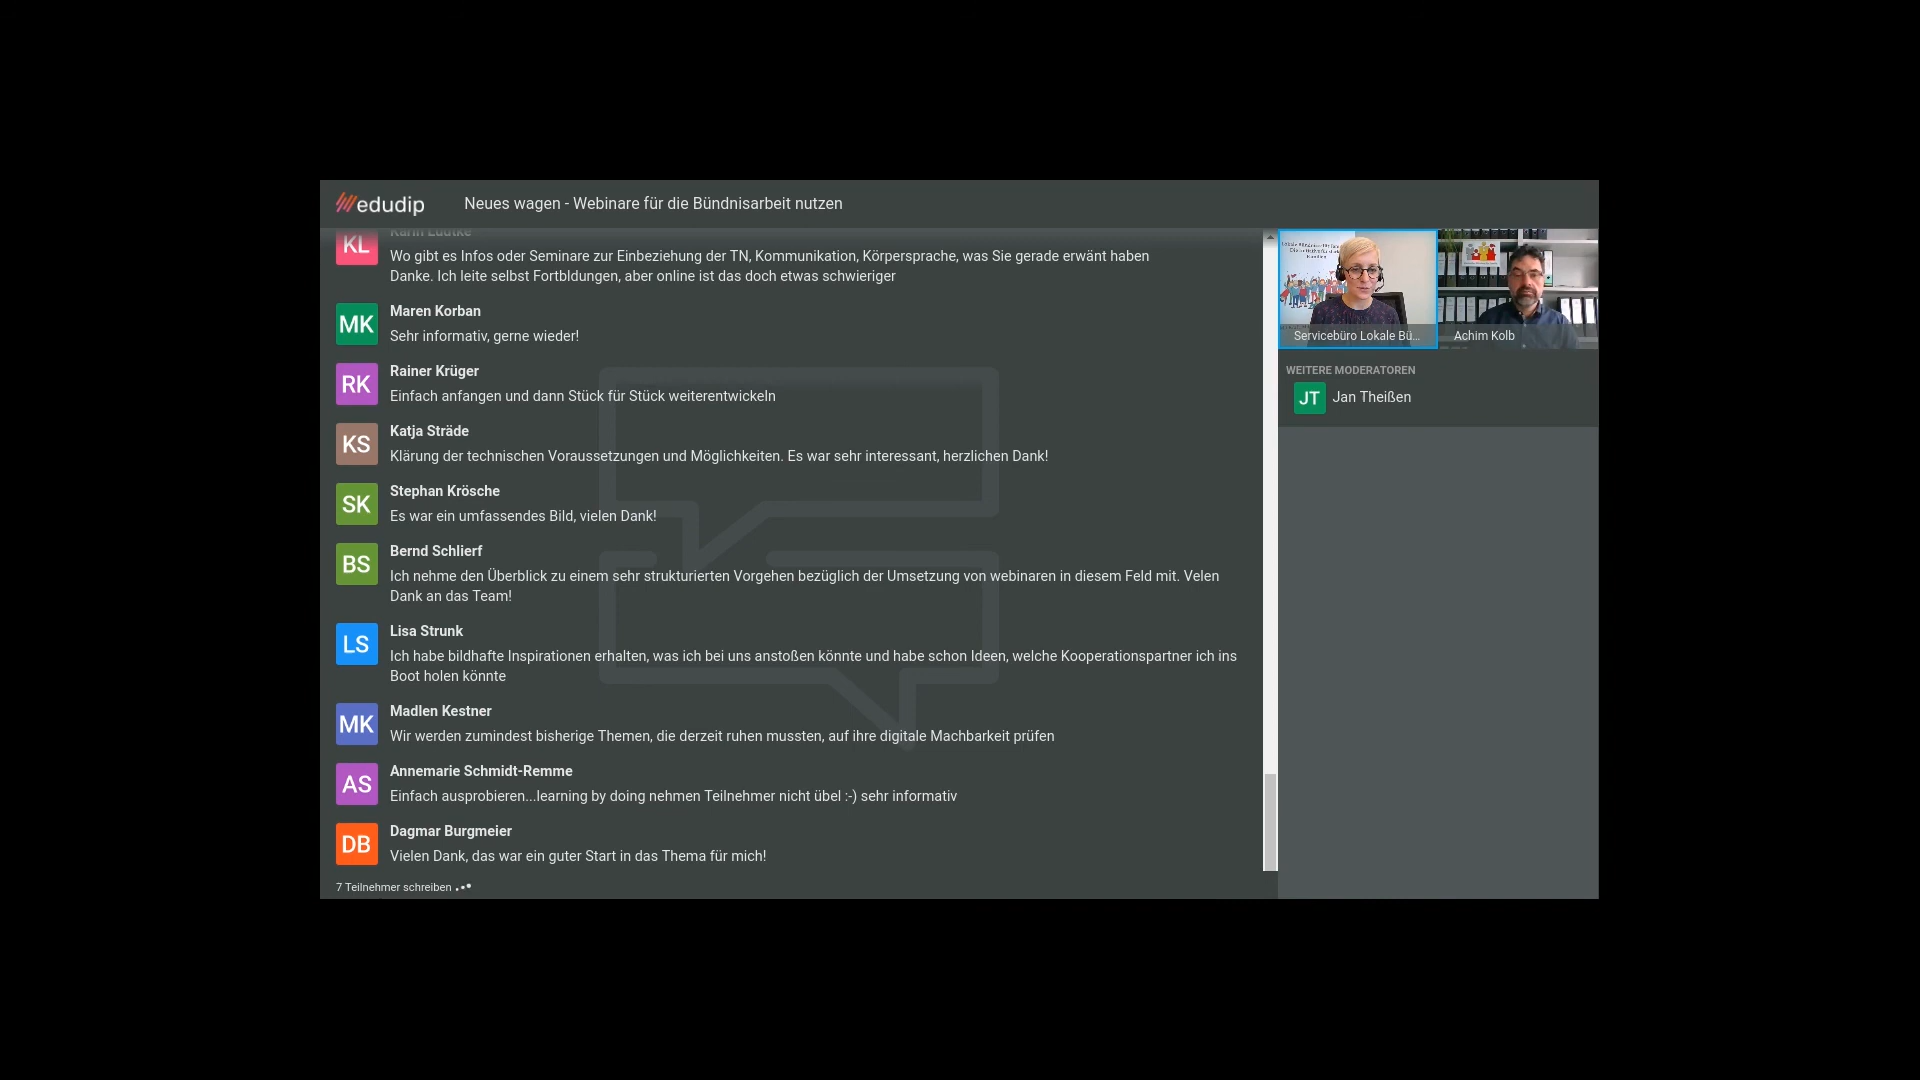 edudip
Neues wagen - Webinare für die Bündnisarbeit nutzen
Karin Lüdtke
KL
Wo gibt es Infos oder Seminare zur Einbeziehung der TN, Kommunikation, Körpersprache, was Sie gerade erwänt haben
Danke. Ich leite selbst Fortbldungen, aber online ist das doch etwas schwieriger
MK
Maren Korban
Sehr informativ, gerne wieder!
RK
Rainer Krüger
Einfach anfangen und dann Stück für Stück weiterentwickeln
KS
Katja Sträde
Klärung der technischen Voraussetzungen und Möglichkeiten. Es war sehr interessant, herzlichen Dank!
SK
Stephan Krösche
Es war ein umfassendes Bild, vielen Dank!
BS
Bernd Schlierf
Ich nehme den Überblick zu einem sehr strukturierten Vorgehen bezüglich der Umsetzung von webinaren in diesem Feld mit. Velen
Dank an das Team!
LS
Lisa Strunk
Ich habe bildhafte Inspirationen erhalten, was ich bei uns anstoßen könnte und habe schon Ideen, welche Kooperationspartner ich ins
Boot holen könnte
MK
Madlen Kestner
Wir werden zumindest bisherige Themen, die derzeit ruhen mussten, auf ihre digitale Machbarkeit prüfen
AS
Annemarie Schmidt-Remme
Einfach ausprobieren...learning by doing nehmen Teilnehmer nicht übel :-) sehr informativ
DB
Dagmar Burgmeier
Vielen Dank, das war ein guter Start in das Thema für mich!
7 Teilnehmer schreiben
Servicebüro Lokale Bü...
Achim Kolb
WEITERE MODERATOREN
JT
Jan Theißen